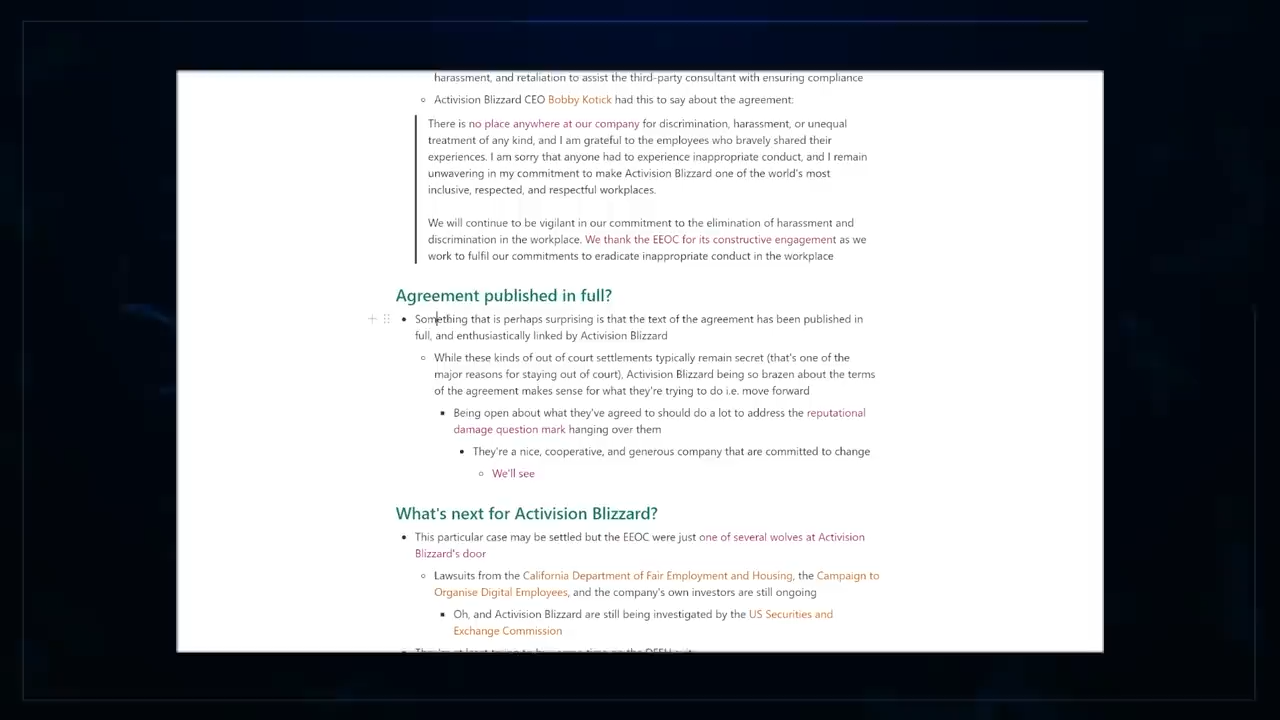 harassment, and retaliation to assist the third-party consultant with ensuring compliance
Activision Blizzard CEO Bobby Kotick had this to say about the agreement:
There is no place anywhere at our company for discrimination, harassment, or unequal
treatment of any kind, and I am grateful to the employees who bravely shared their
experiences. I am sorry that anyone had to experience inappropriate conduct, and I remain
unwavering in my commitment to make Activision Blizzard one of the world's most
inclusive, respected, and respectful workplaces.
We will continue to be vigilant in our commitment to the elimination of harassment and
discrimination in the workplace. We thank the EEOC for its constructive engagement as we
work to fulfil our commitments to eradicate inappropriate conduct in the workplace
Agreement published in full?
Something that is perhaps surprising is that the text of the agreement has been published in
full, and enthusiastically linked by Activision Blizzard
While these kinds of out of court settlements typically remain secret (that's one of the
major reasons for staying out of court), Activision Blizzard being so brazen about the terms
of the agreement makes sense for what they're trying to do i.e. move forward
Being open about what they've agreed to should do a lot to address the reputational
damage question mark hanging over them
They're a nice, cooperative, and generous company that are committed to change
We'll see
What's next for Activision Blizzard?
This particular case may be settled but the EEOC were just one of several wolves at Activision
Blizzard's door
Lawsuits from the California Department of Fair Employment and Housing, the Campaign to
Organise Digital Employees, and the company's own investors are still ongoing
Oh, and Activision Blizzard are still being investigated by the US Securities and
Exchange Commission